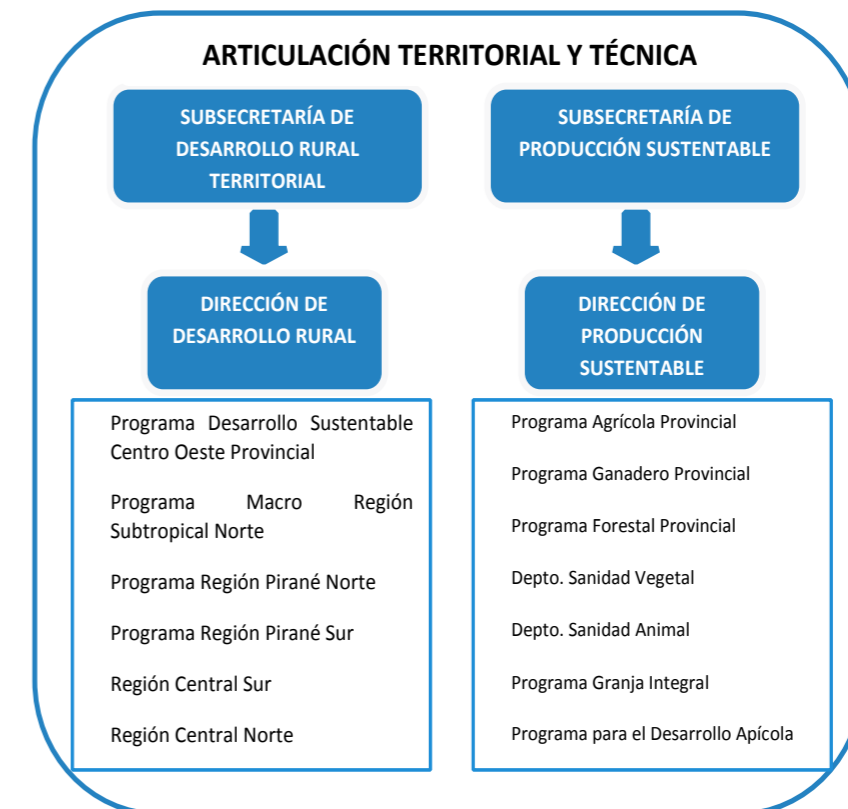 ARTICULACIÓN TERRITORIAL Y TÉCNICA
SUBSECRETARÍA DE
DESARROLLO RURAL
TERRITORIAL
DIRECCIÓN DE
DESARROLLO RURAL
Programa Desarrollo Sustentable
Centro Oeste Provincial
Programa Macro Región
Subtropical Norte
Programa Región Pirané Norte
Programa Región Pirané Sur
Región Central Sur
Región Central Norte
SUBSECRETARÍA DE
PRODUCCIÓN SUSTENTABLE
DIRECCIÓN DE
PRODUCCIÓN
SUSTENTABLE
Programa Agrícola Provincial
Programa Ganadero Provincial
Programa Forestal Provincial
Depto. Sanidad Vegetal
Depto. Sanidad Animal
Programa Granja Integral
Programa para el Desarrollo Apícola